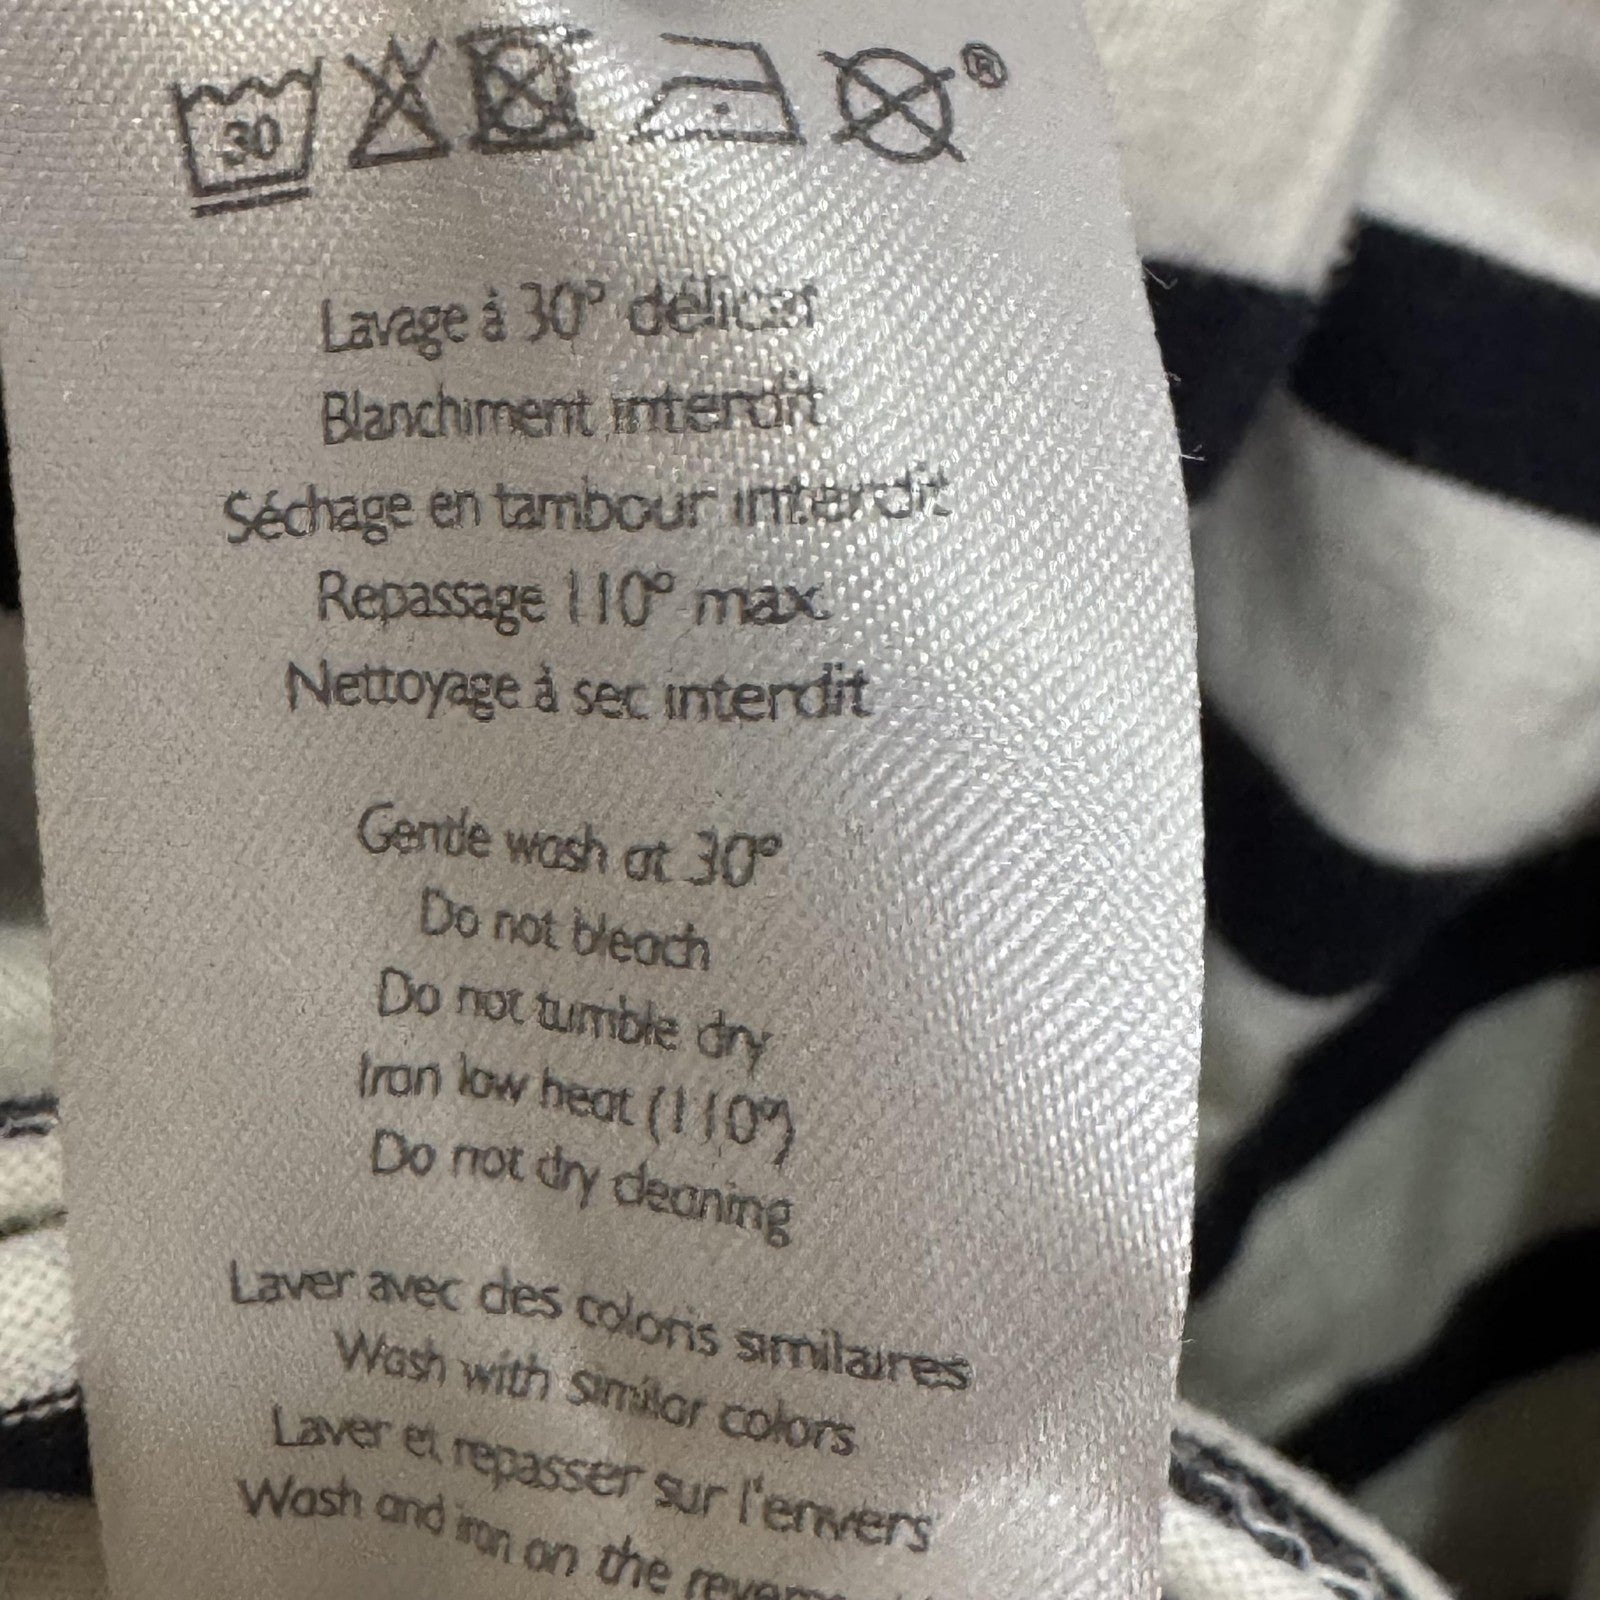 30
®
Lavage à 30° délicat
Blanchiment interdit
Séchage en tambour interdit
Repassage 110° max.
Nettoyage à sec interdit
Gentle wash at 30°
Do not bleach
Do not tumble dry
Iron low heat (110°)
Do not dry cleaning
Laver avec des coloris similaires
Wash with similar colors
Laver et repasser sur l'envers
Wash and iron on the